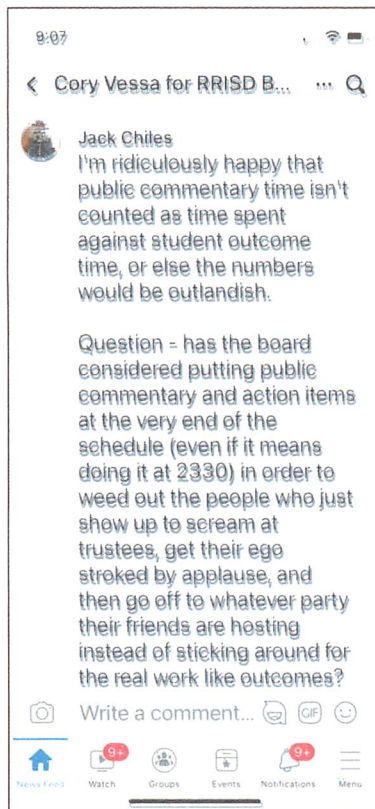 9:07
Cory Vessa for RRISD B... ...
Jack Chiles
I'm ridiculously happy that
public commentary time isn't
counted as time spent
against student outcome
time, or else the numbers
would be outlandish.
Question - has the board
considered putting public
commentary and action items
at the very end of the
schedule (even if it means
doing it at 2330) in order to
weed out the people who just
show up to scream at
trustees, get their ego
stroked by applause, and
then go off to whatever party
their friends are hosting
instead of sticking around for
the real work like outcomes?
Write a comment... GIF
9+ 9+
News Feed Watch Groups Events Notifications Menu